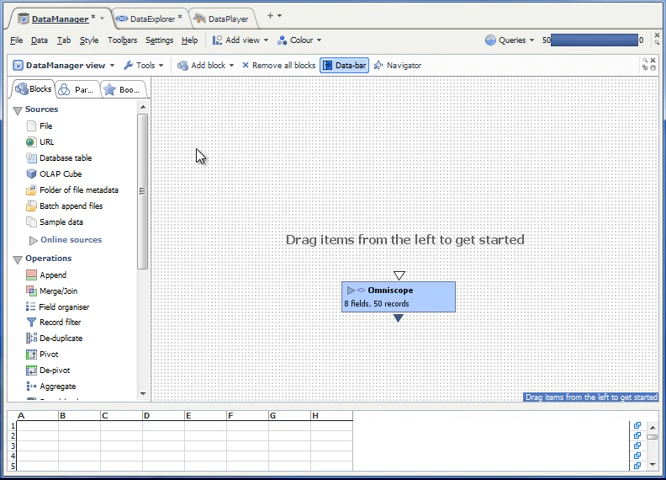 DataManager * DataExplorer * DataPlayer + ▾
File Data Tab Style Toolbars Settings Help Add view Colour Queries 50 0
DataManager view Tools Add block Remove all blocks Data-bar Navigator
Blocks Par... Boo...
Sources
File
URL
Database table
OLAP Cube
Folder of file metadata
Batch append files
Sample data
Online sources
Operations
Append
Merge/Join
Field organiser
Record filter
De-duplicate
Pivot
De-pivot
Aggregate
Drag items from the left to get started
Omniscope
8 fields, 50 records
Drag items from the left to get started
A B C D E F G H
1
2
3
4
5